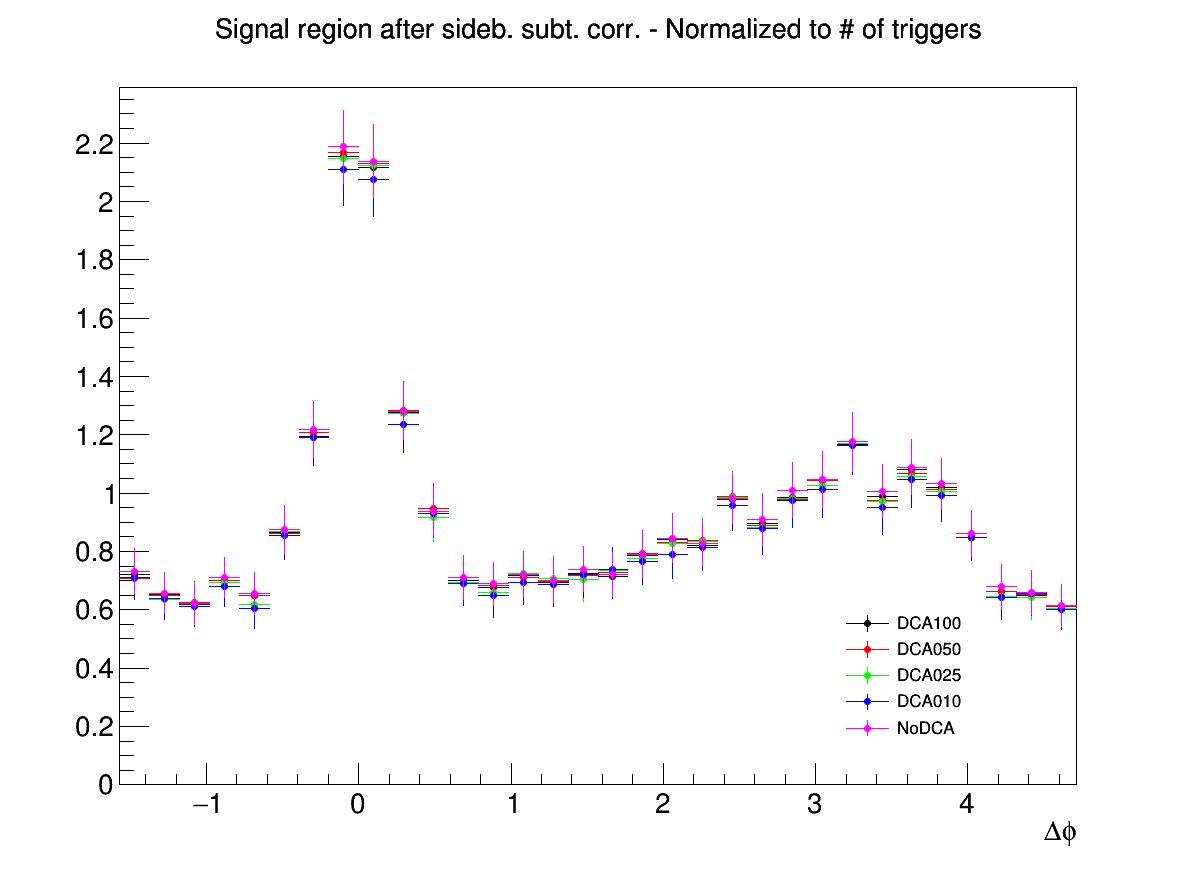 Signal region after sideb. subt. corr. - Normalized to # of triggers
2.2
2
1.8
1.6
1.4
1.2
1
0.8
0.6
0.4
0.2
0
DCA100
DCA050
DCA025
DCA010
NoDCA
−1 0 1 2 3 4
Δϕ